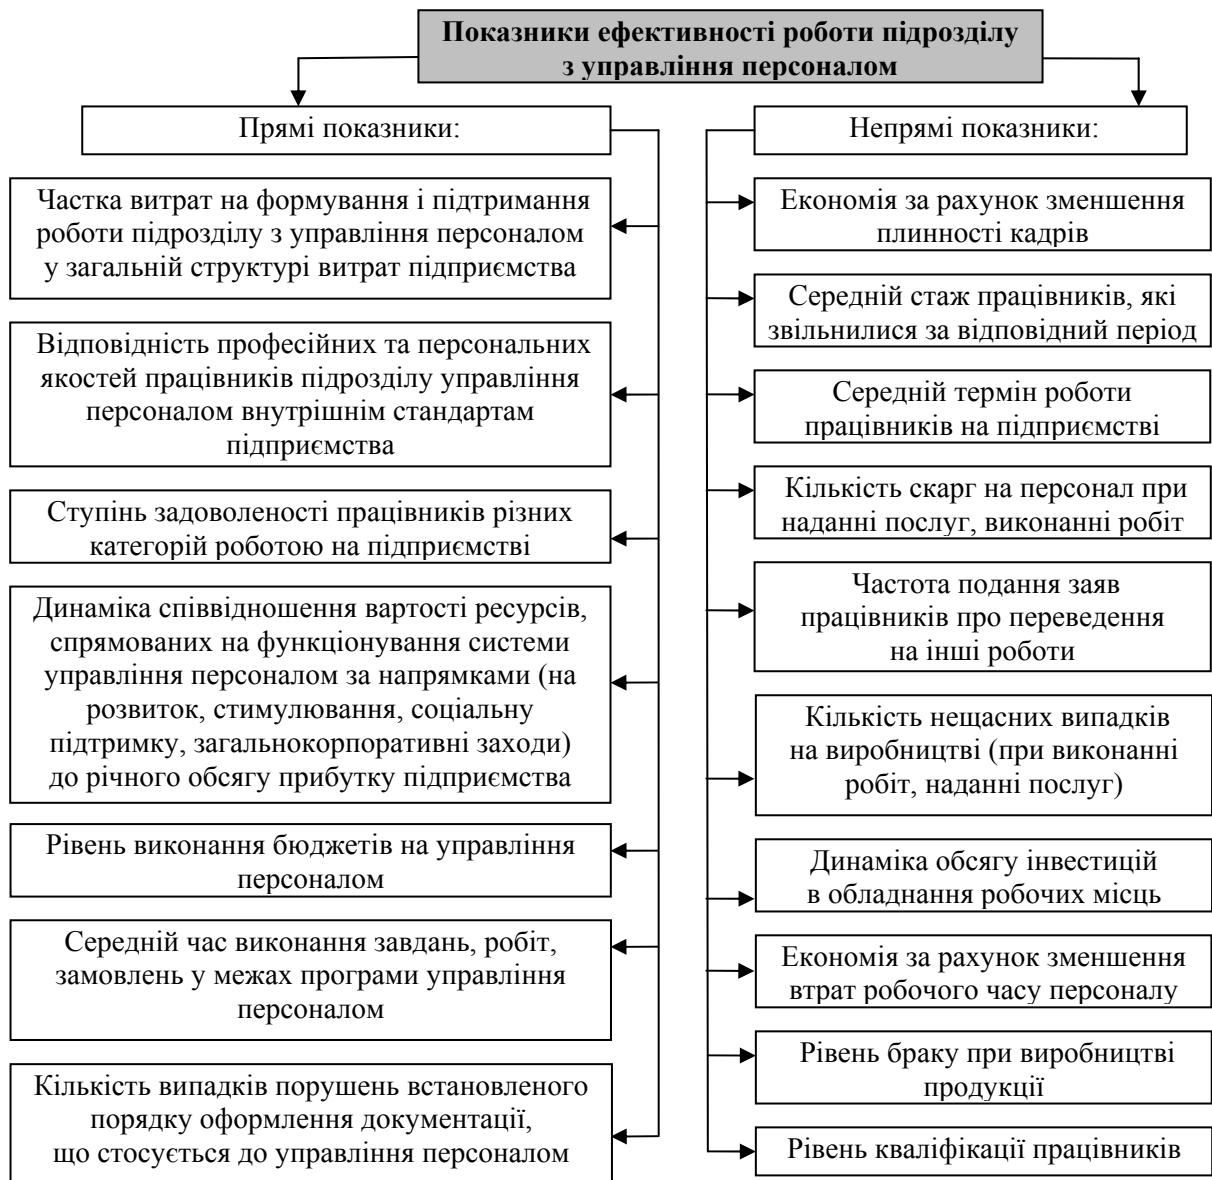 Показники ефективності роботи підрозділу
з управління персоналом
Прямі показники:
Частка витрат на формування і підтримання
роботи підрозділу з управління персоналом
у загальній структурі витрат підприємства
Відповідність професійних та персональних
якостей працівників підрозділу управління
персоналом внутрішнім стандартам
підприємства
Ступінь задоволеності працівників різних
категорій роботою на підприємстві
Динаміка співвідношення вартості ресурсів,
спрямованих на функціонування системи
управління персоналом за напрямками (на
розвиток, стимулювання, соціальну
підтримку, загальнокорпоративні заходи)
до річного обсягу прибутку підприємства
Рівень виконання бюджетів на управління
персоналом
Середній час виконання завдань, робіт,
замовлень у межах програми управління
персоналом
Кількість випадків порушень встановленого
порядку оформлення документації,
що стосується до управління персоналом
Непрямі показники:
Економія за рахунок зменшення
плинності кадрів
Середній стаж працівників, які
звільнилися за відповідний період
Середній термін роботи
працівників на підприємстві
Кількість скарг на персонал при
наданні послуг, виконанні робіт
Частота подання заяв
працівників про переведення
на інші роботи
Кількість нещасних випадків
на виробництві (при виконанні
робіт, наданні послуг)
Динаміка обсягу інвестицій
в обладнання робочих місць
Економія за рахунок зменшення
втрат робочого часу персоналу
Рівень браку при виробництві
продукції
Рівень кваліфікації працівників